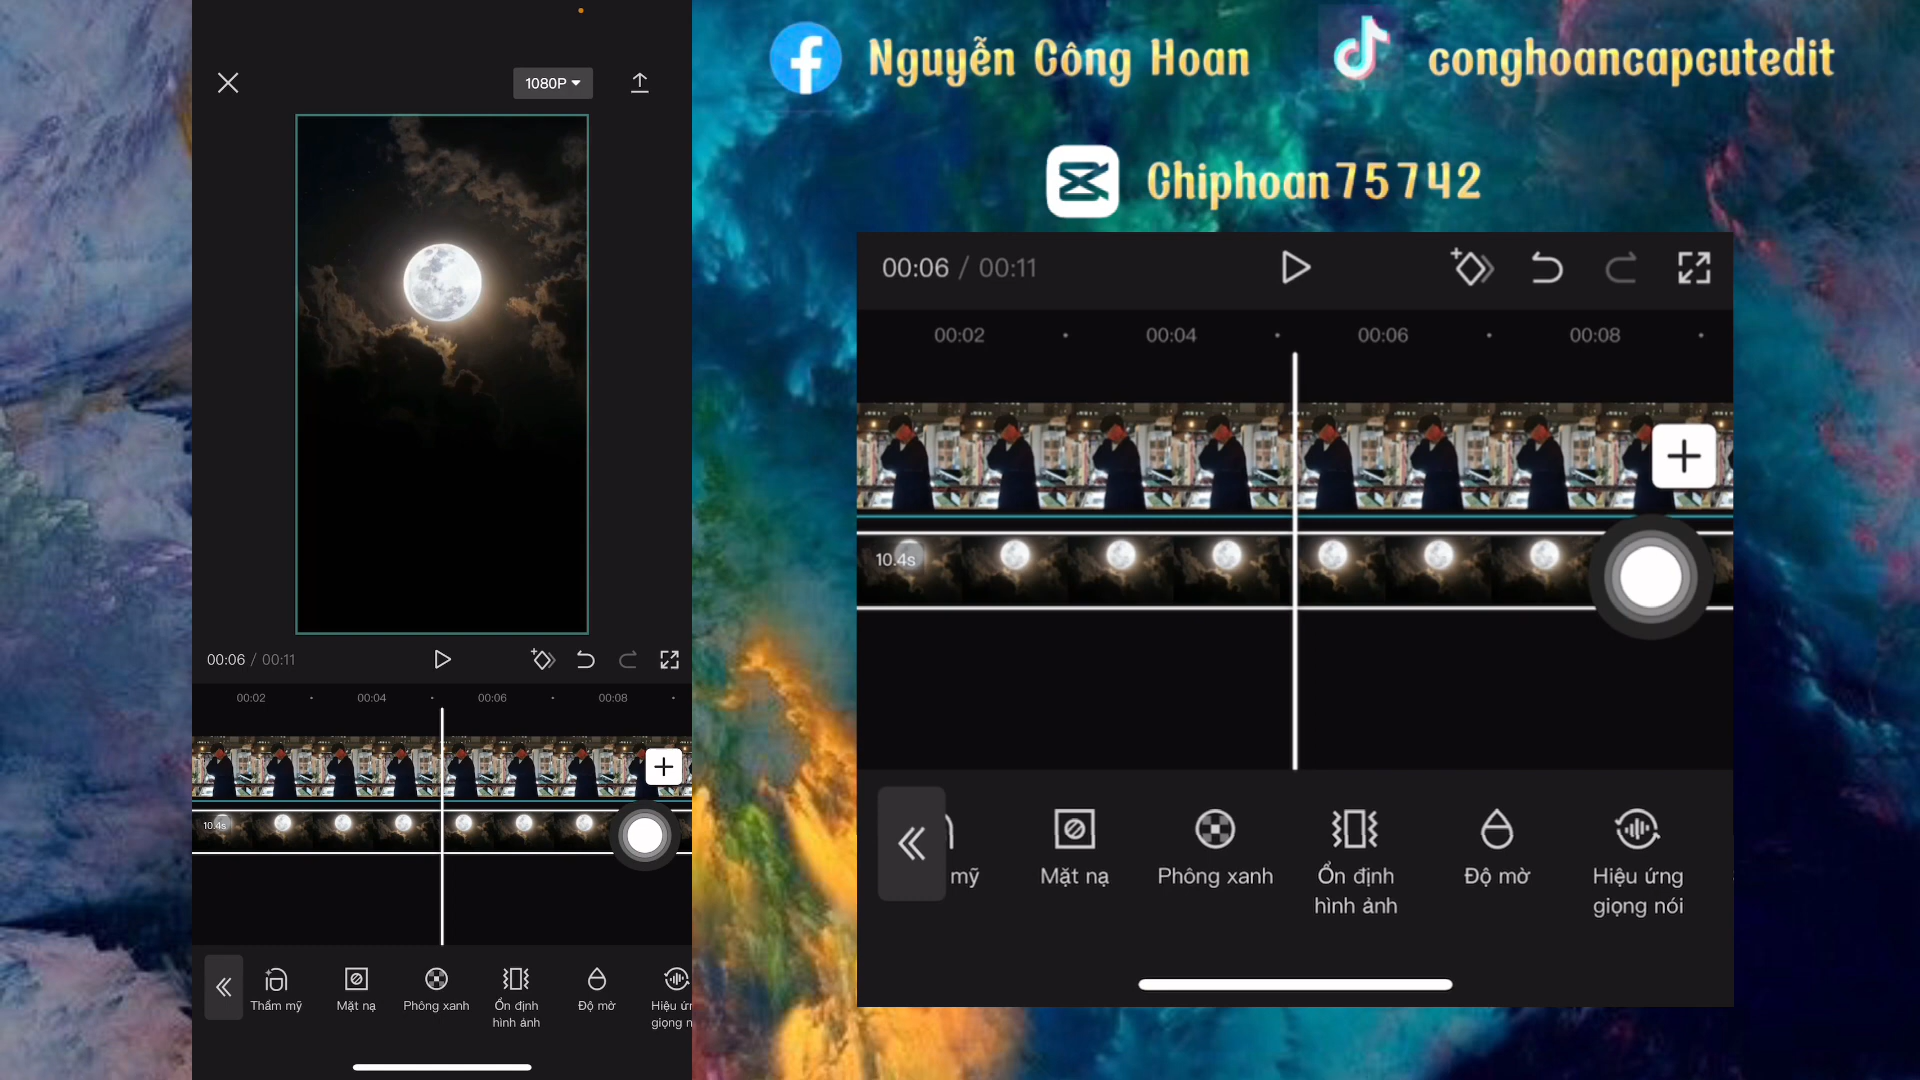 Nguyễn Công Hoan
conghoancapcutedit
Chiphoan75742
1080P
00:06 / 00:11
00:02
00:04
00:06
00:08
10.4s
Thẩm mỹ
Mặt nạ
Phông xanh
Ổn định
hình ảnh
Độ mờ
Hiệu ứn
giọng n
00:06 / 00:11
00:02
00:04
00:06
00:08
10.4s
mỹ
Mặt nạ
Phông xanh
Ổn định
hình ảnh
Độ mờ
Hiệu ứng
giọng nói